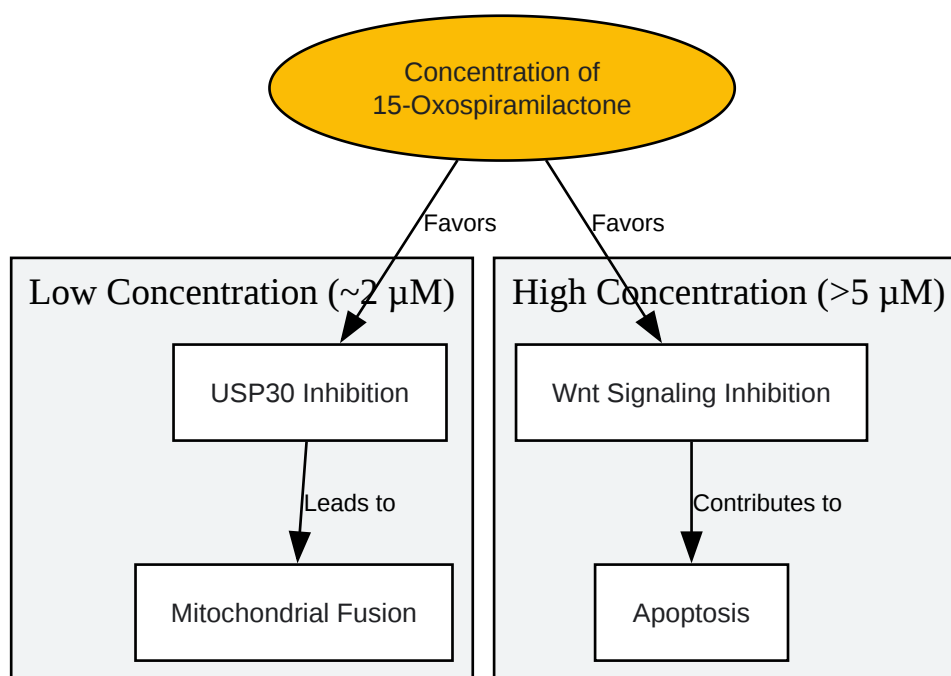 Concentration of
15-Oxospiramilactone
Favors
Favors
Low Concentration (~2 µM)
High Concentration (>5 µM)
USP30 Inhibition
Wnt Signaling Inhibition
Leads to
Contributes to
Mitochondrial Fusion
Apoptosis